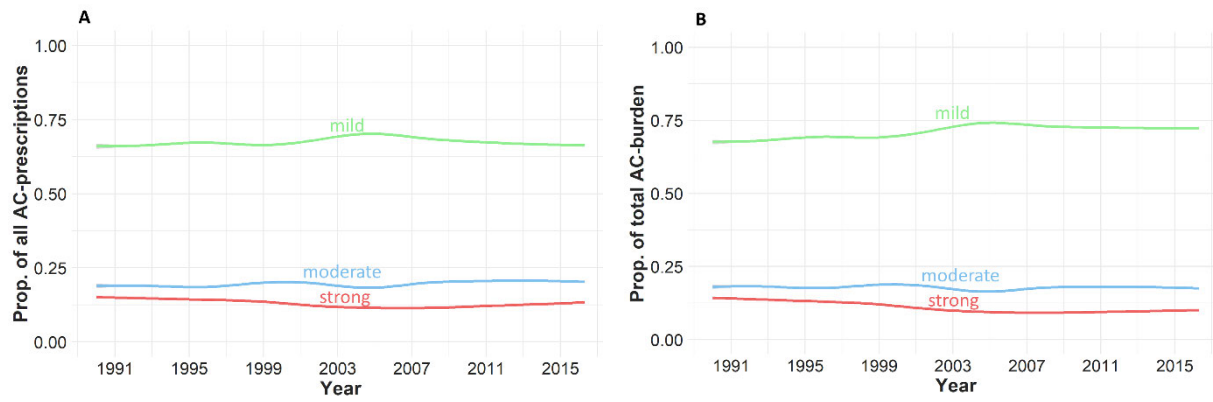 A
Prop. of all AC-prescriptions
1.00
0.75
0.50
0.25
0.00
mild
moderate
strong
1991 1995 1999 2003 2007 2011 2015
Year
B
Prop. of total AC-burden
1.00
0.75
0.50
0.25
0.00
mild
moderate
strong
1991 1995 1999 2003 2007 2011 2015
Year